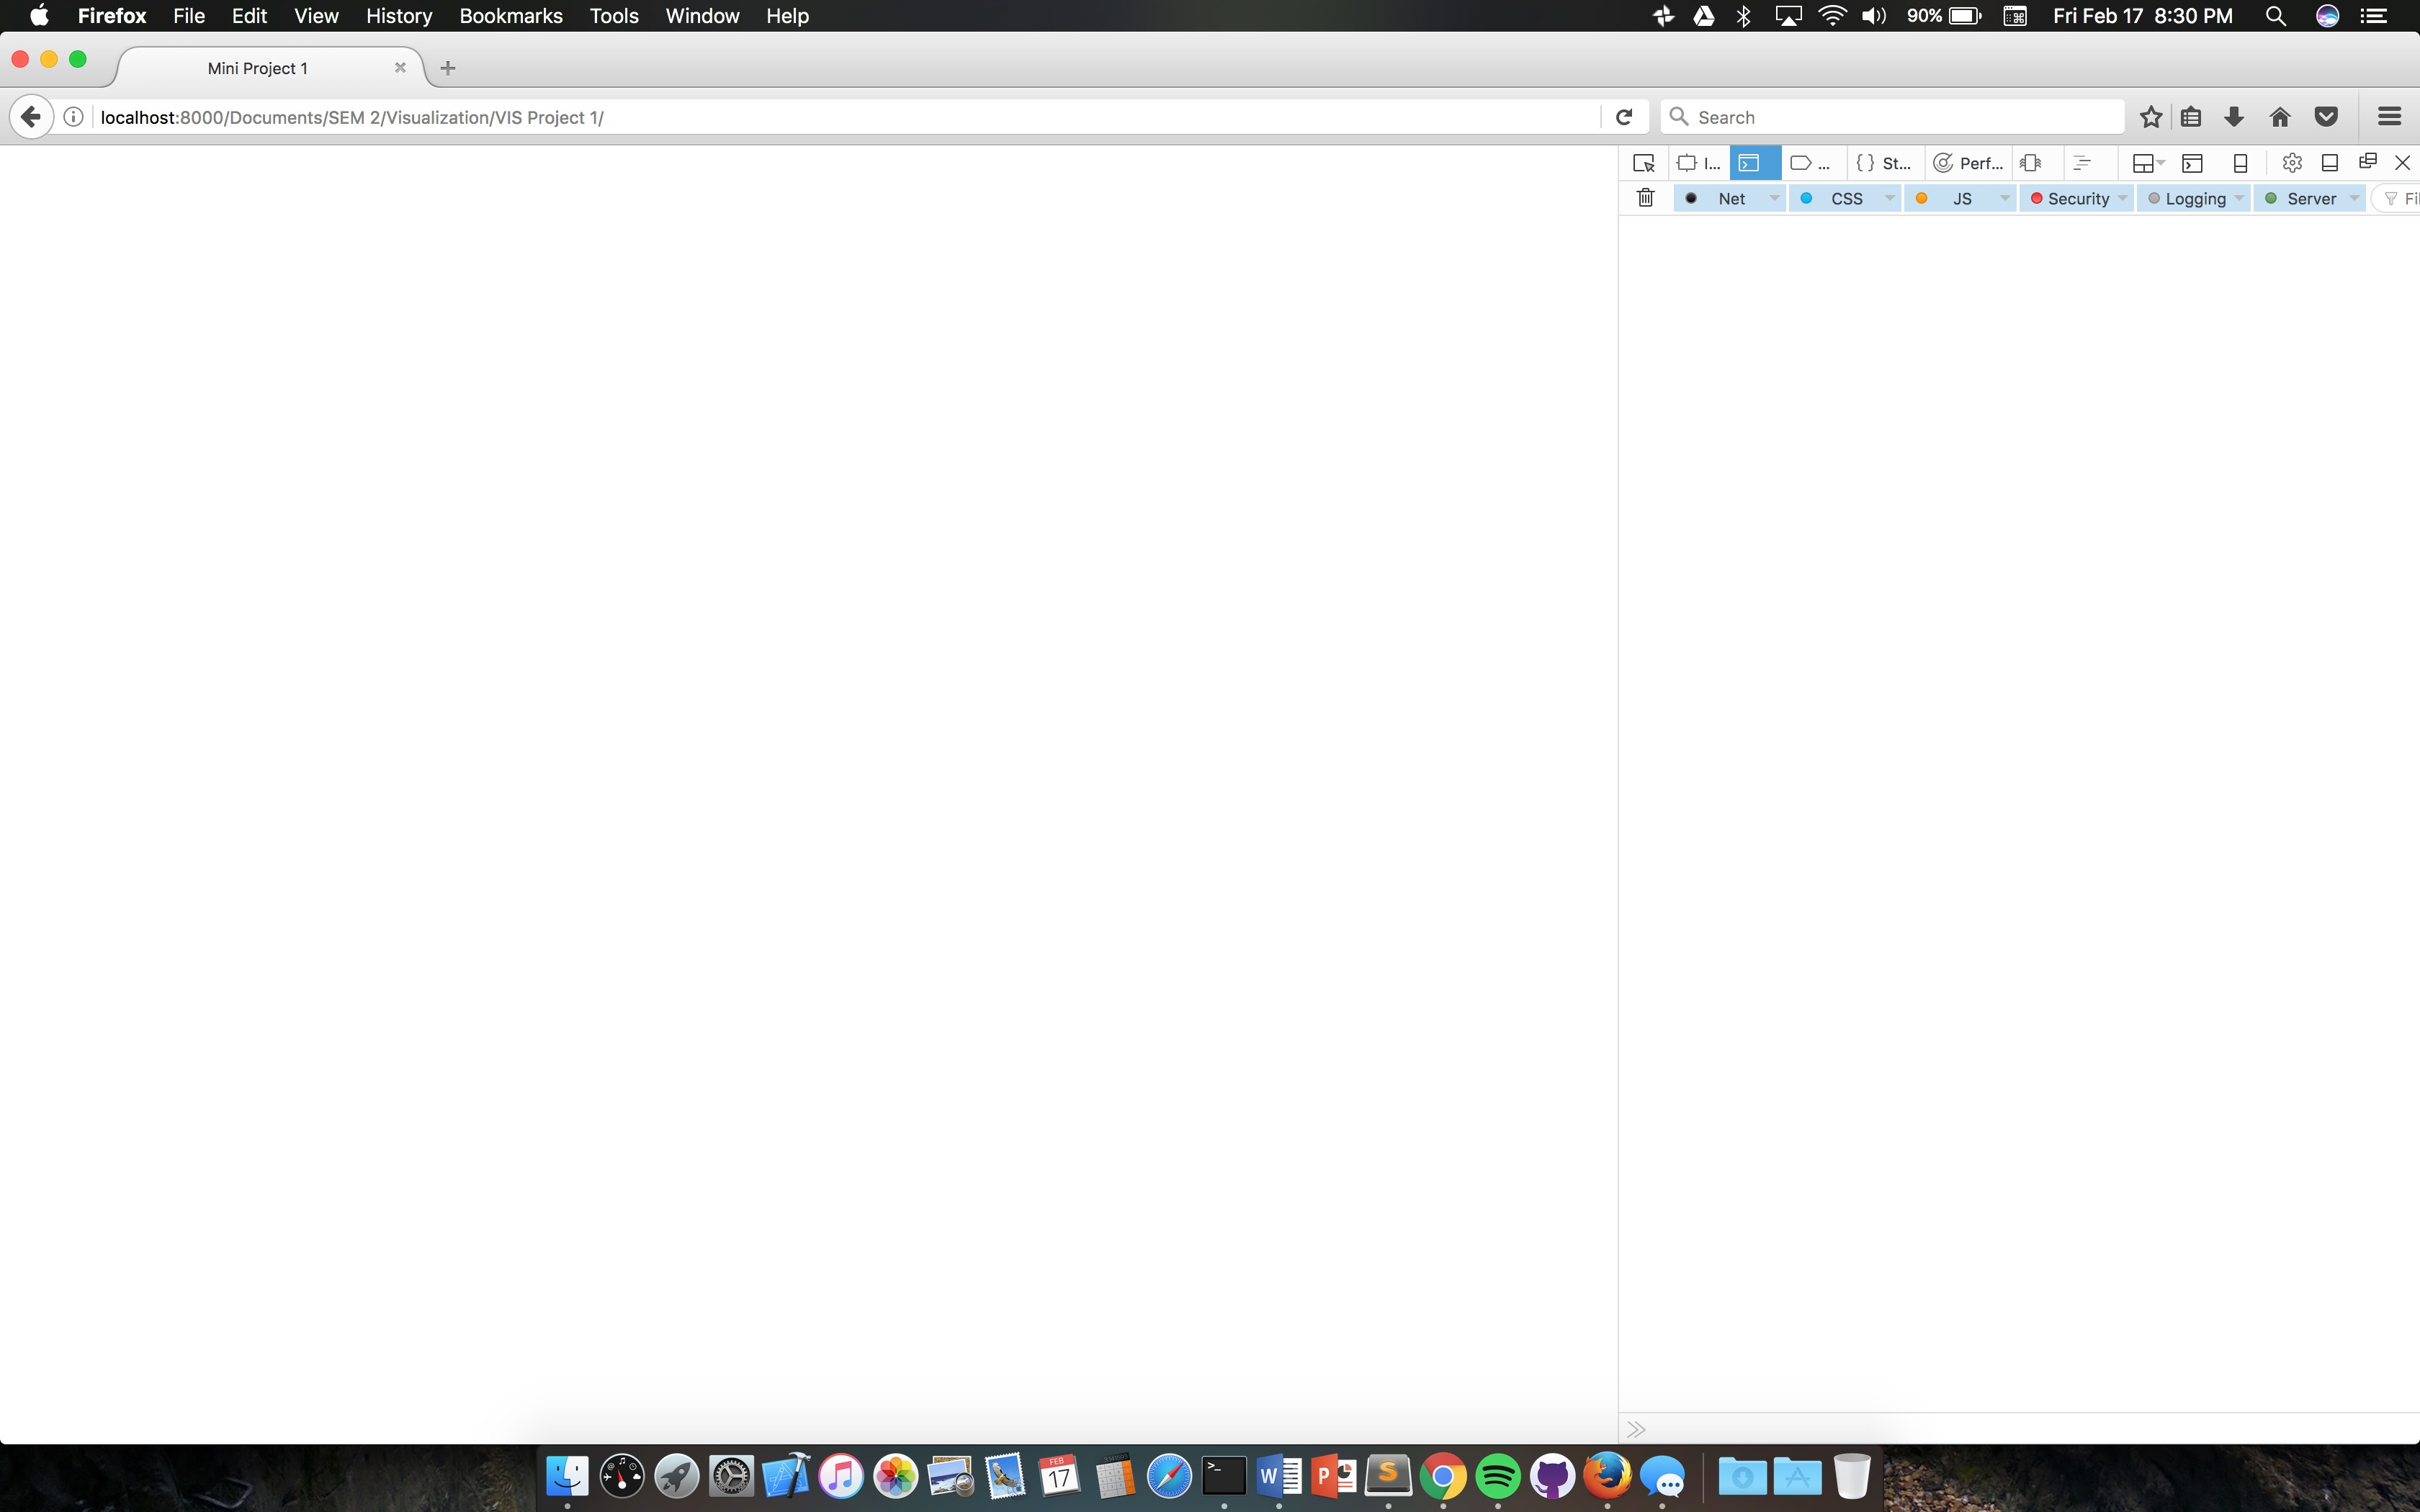 Firefox File Edit View History Bookmarks Tools Window Help 90% Fri Feb 17 8:30 PM
Mini Project 1
localhost:8000/Documents/SEM 2/Visualization/VIS Project 1/ Search
I... ... { } St... Perf...
Net CSS JS Security Logging Server Fil
FEB
17
W P S